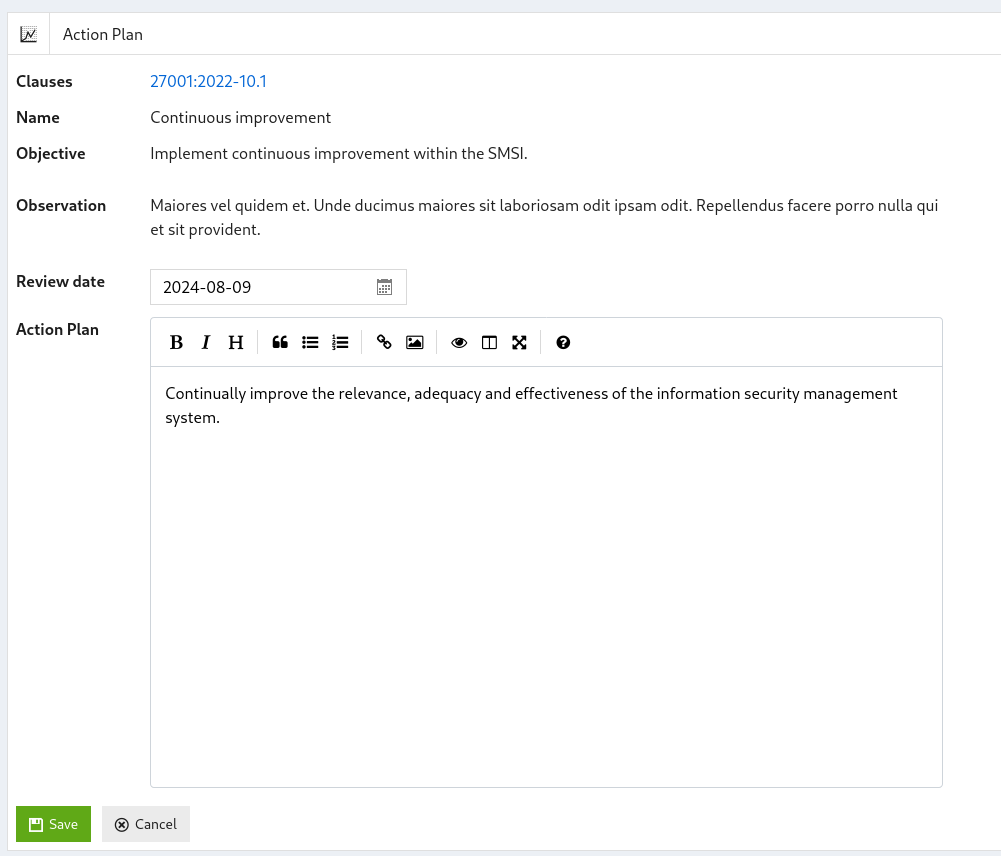 Action Plan
Clauses 27001:2022-10.1
Name Continuous improvement
Objective Implement continuous improvement within the SMSI.
Observation Maiores vel quidem et. Unde ducimus maiores sit laboriosam odit ipsam odit. Repellendus facere porro nulla qui
et sit provident.
Review date 2024-08-09
Action Plan
B I H
Continually improve the relevance, adequacy and effectiveness of the information security management
system.
Save Cancel